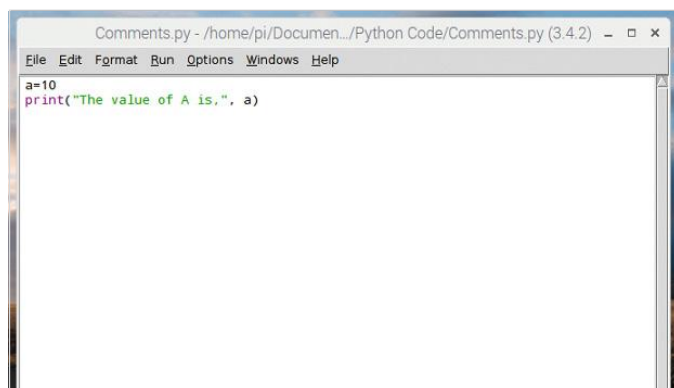 Comments.py - /home/pi/Documen.../Python Code/Comments.py (3.4.2)
File Edit Format Run Options Windows Help
a=10
print("The value of A is,", a)